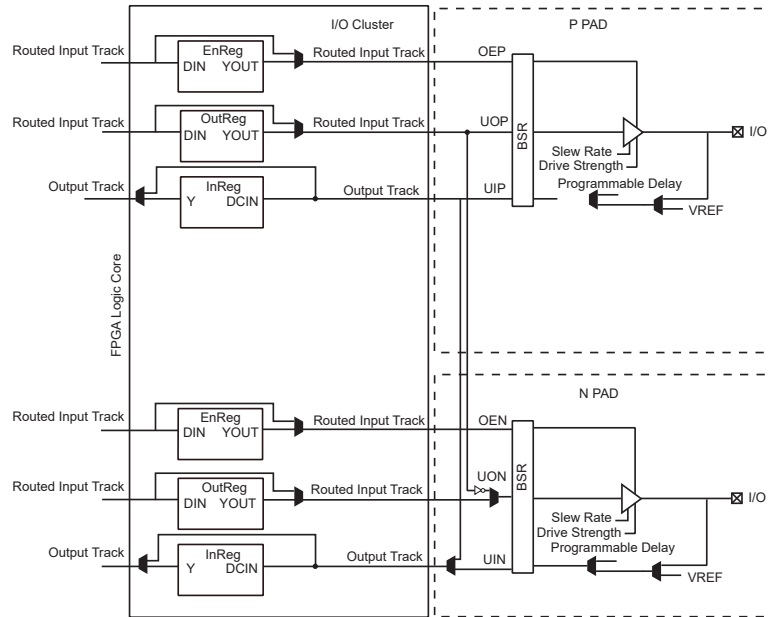 I/O Cluster
P PAD
Routed Input Track
EnReg
DIN YOUT
Routed Input Track
OEP
Routed Input Track
OutReg
DIN YOUT
Routed Input Track
UOP
BSR
I/O
Slew Rate
Drive Strength
Output Track
InReg
Y DCIN
Output Track
UIP
Programmable Delay
VREF
FPGA Logic Core
N PAD
Routed Input Track
EnReg
DIN YOUT
Routed Input Track
OEN
Routed Input Track
OutReg
DIN YOUT
Routed Input Track
UON
BSR
I/O
Slew Rate
Drive Strength
Output Track
InReg
Y DCIN
Output Track
UIN
Programmable Delay
VREF